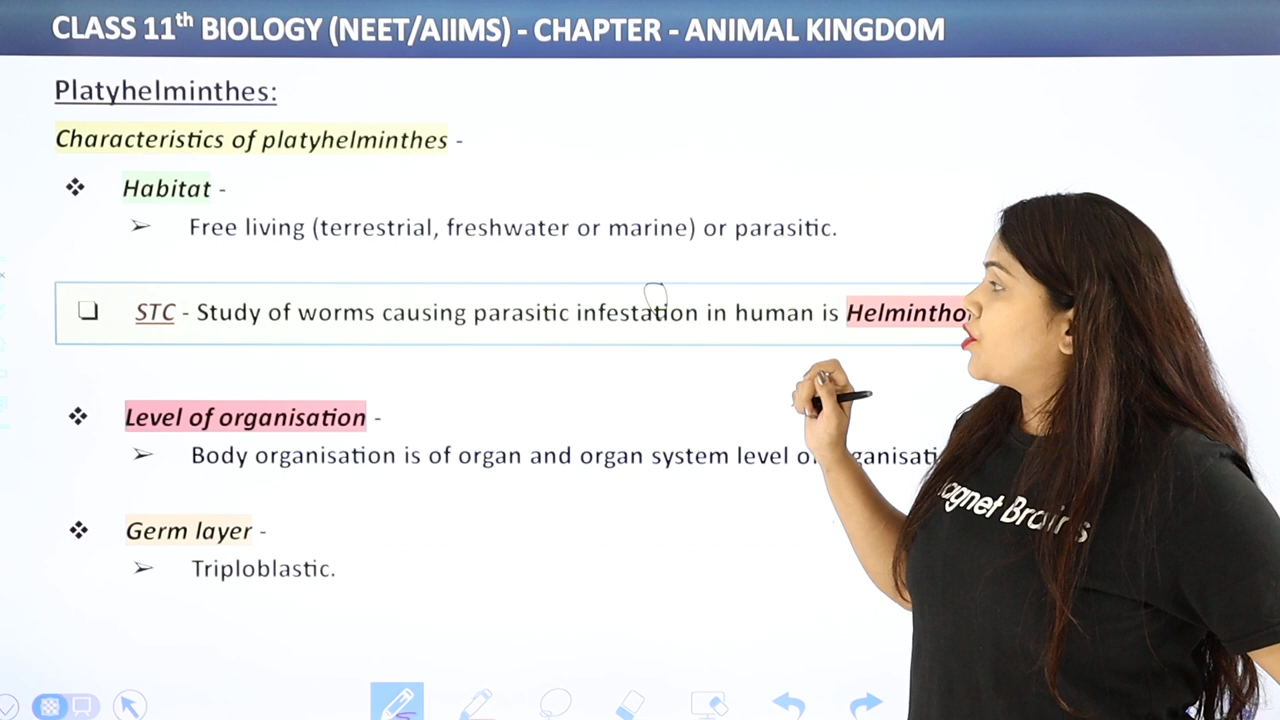 CLASS 11th BIOLOGY (NEET/AIIMS) - CHAPTER - ANIMAL KINGDOM
Platyhelminthes:
Characteristics of platyhelminthes -
❖ Habitat -
➢ Free living (terrestrial, freshwater or marine) or parasitic.
❑ STC - Study of worms causing parasitic infestation in human is
❖ Level of organisation -
➢ Body organisation is of organ and organ system level
❖ Germ layer -
➢ Triploblastic.